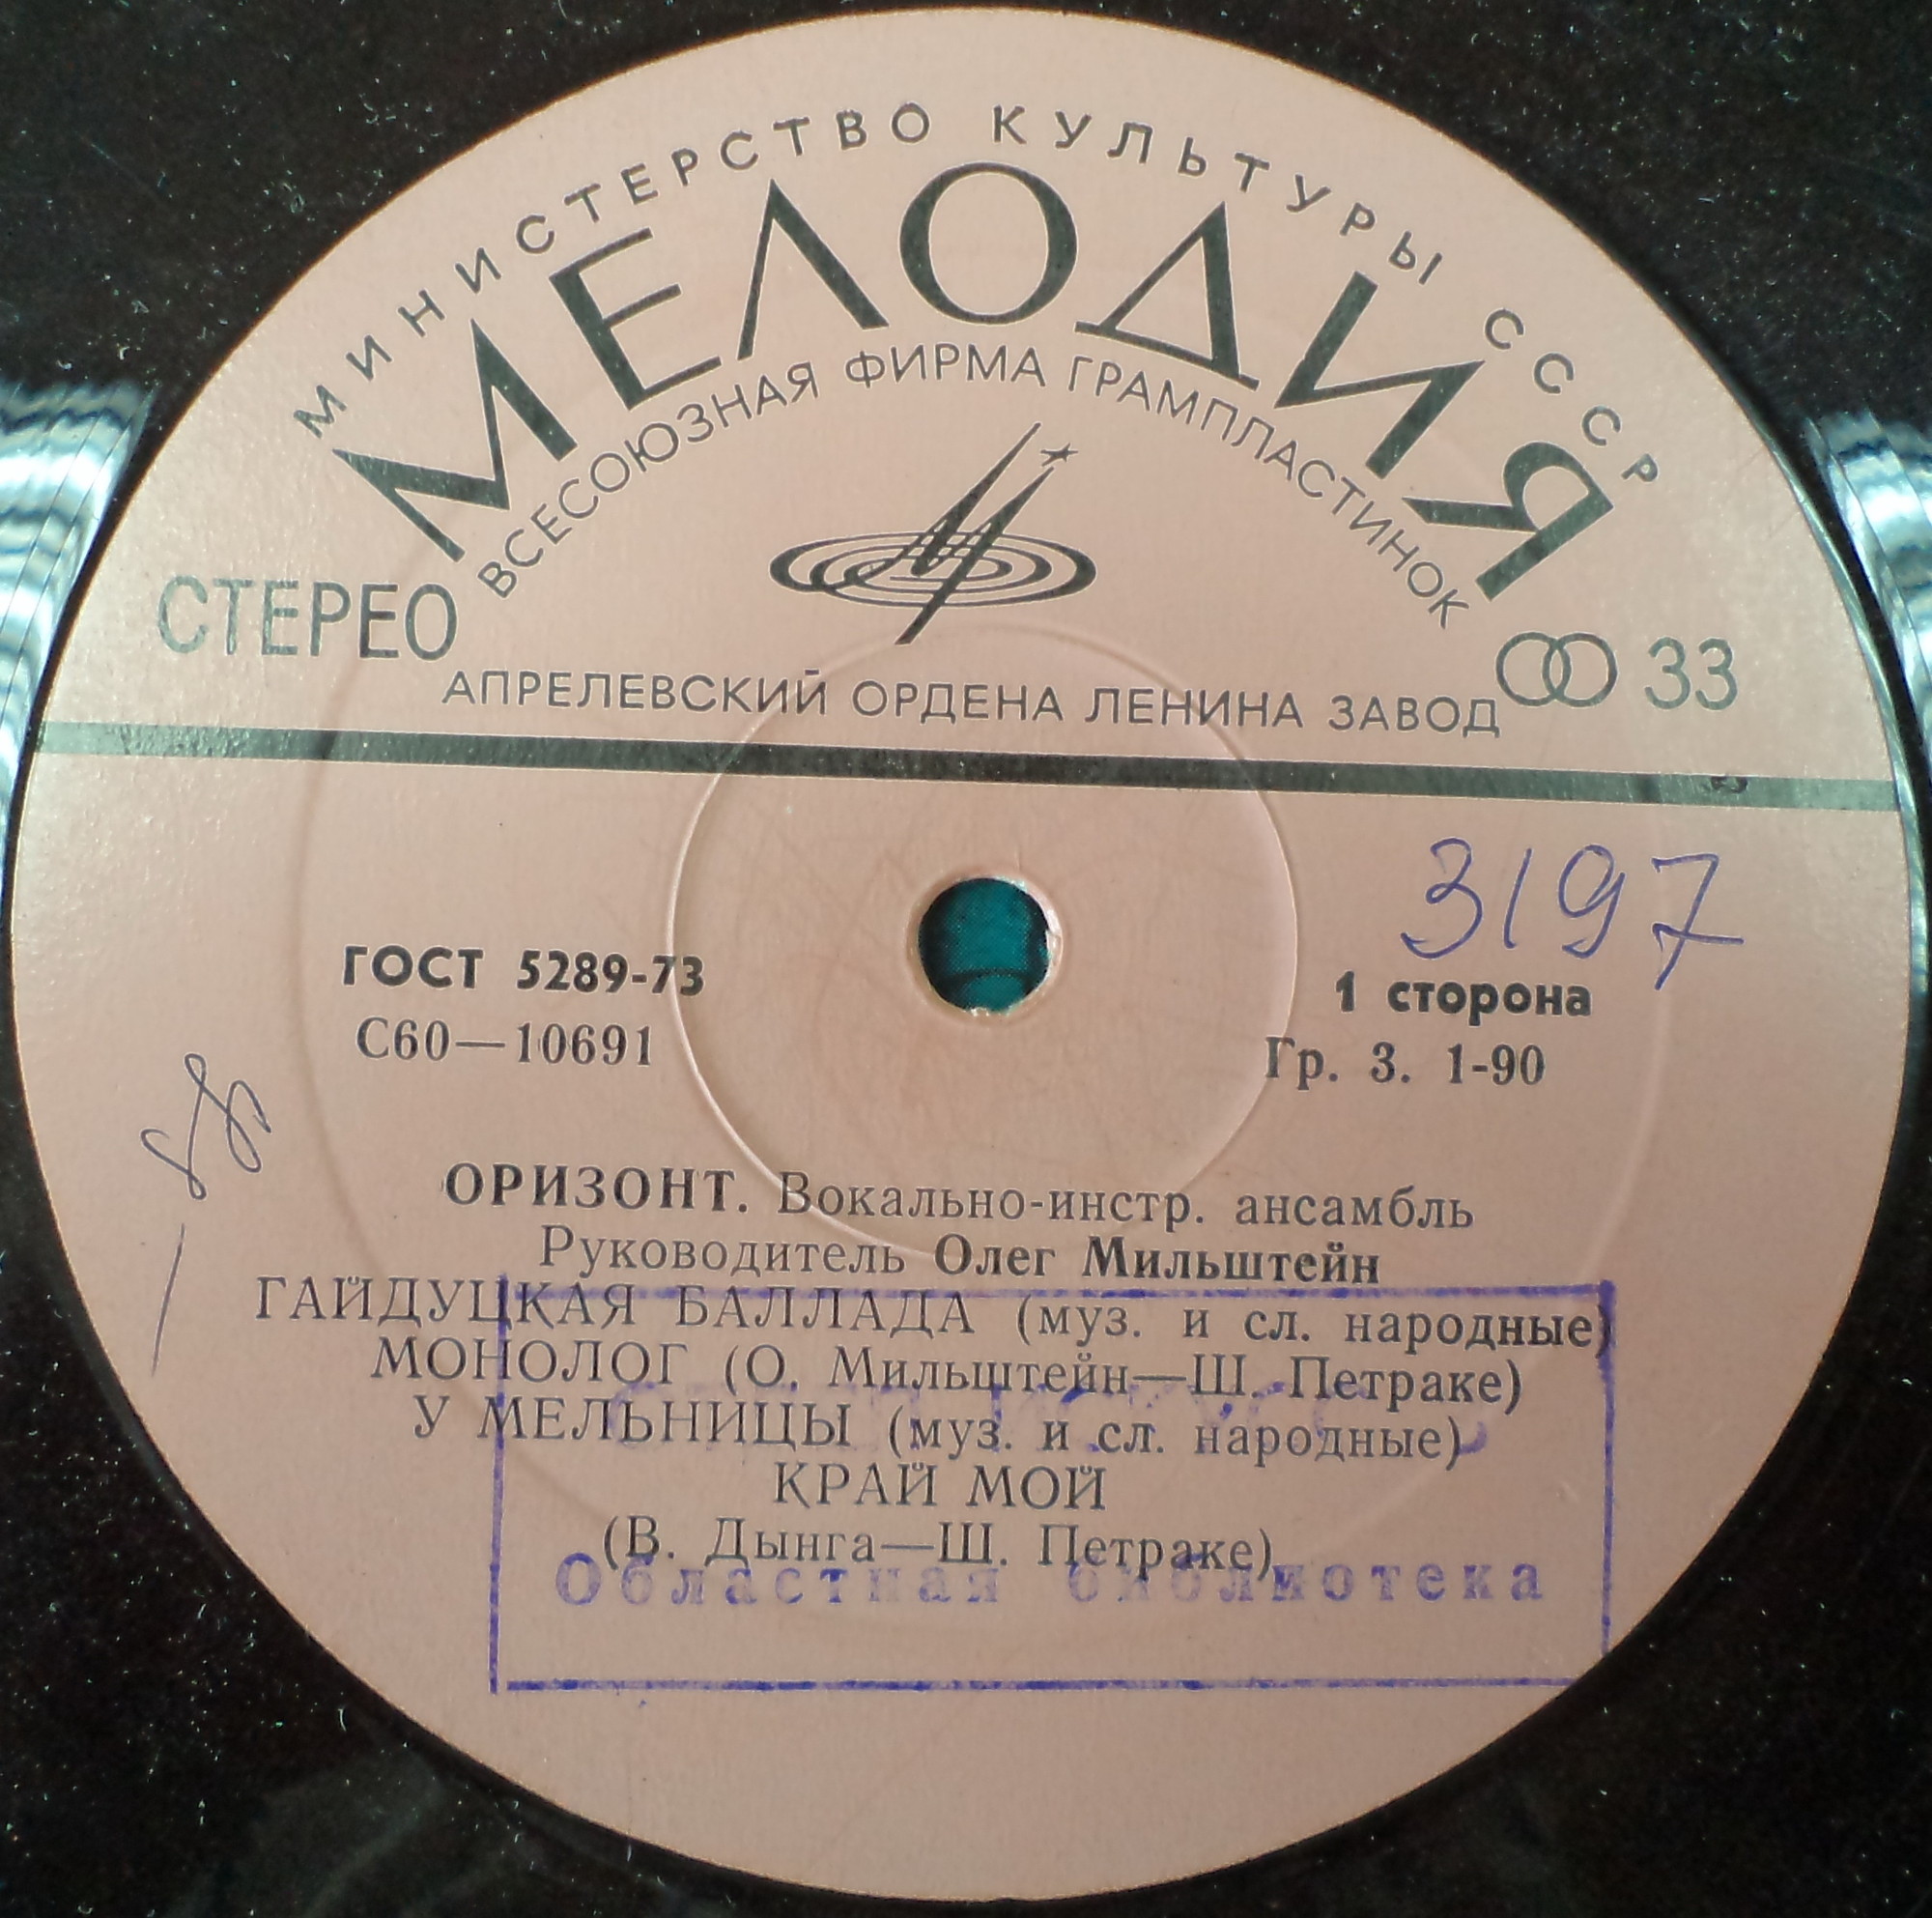 МИНИСТЕРСТВО КУЛЬТУРЫ СССР
МЕЛОДИЯ
ВСЕСОЮЗНАЯ ФИРМА ГРАМПЛАСТИНОК
СТЕРЕО
33
АПРЕЛЕВСКИЙ ОРДЕНА ЛЕНИНА ЗАВОД
3197
ГОСТ 5289-73
1 сторона
С60—10691
Гр. 3. 1-90
ОРИЗОНТ. Вокально-инстр. ансамбль
Руководитель Олег Мильштейн
ГАЙДУЦКАЯ БАЛЛАДА (муз. и сл. народные)
МОНОЛОГ (О. Мильштейн—Ш. Петраке)
У МЕЛЬНИЦЫ (муз. и сл. народные)
КРАЙ МОЙ
(В. Дынга—Ш. Петраке)
Областная библиотека